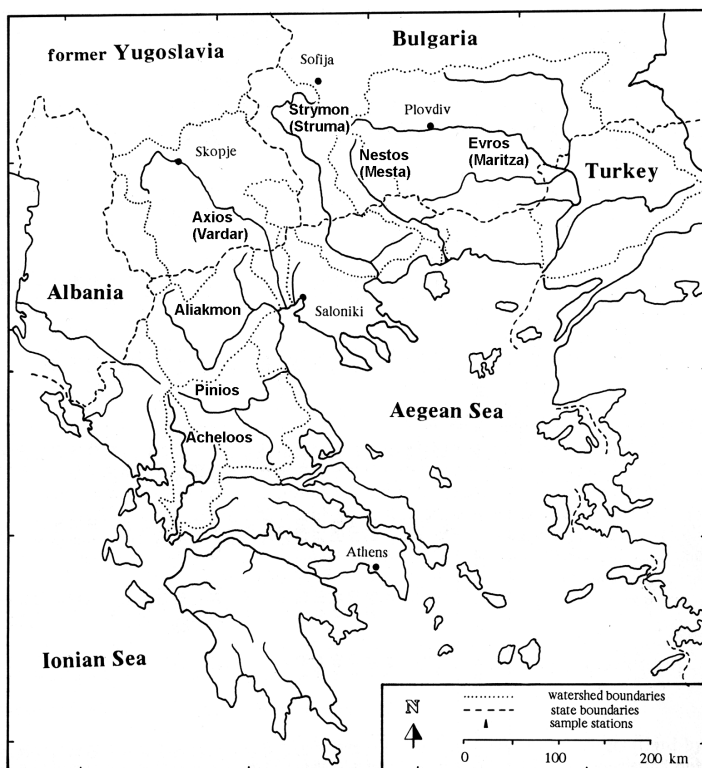 Bulgaria
former Yugoslavia
Sofija
Strymon
(Struma)
Plovdiv
Evros
(Maritza)
Nestos
(Mesta)
Skopje
Turkey
Axios
(Vardar)
Albania
Aliakmon
Saloniki
Pinios
Aegean Sea
Acheloos
Athens
Ionian Sea
N
watershed boundaries
state boundaries
sample stations
0 100 200 km